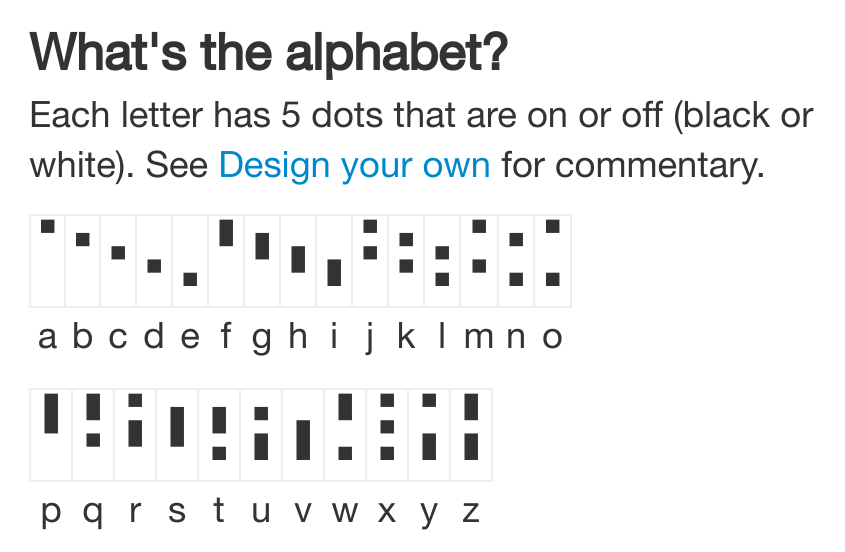 What's the alphabet?
Each letter has 5 dots that are on or off (black or
white). See Design your own for commentary.
a b c d e f g h i j k l m n o
p q r s t u v w x y z